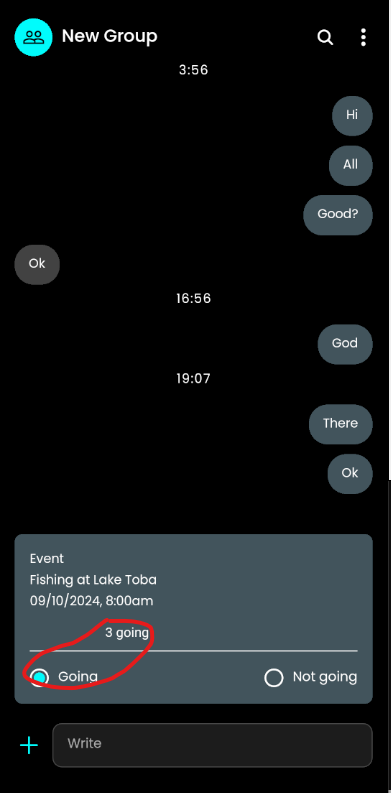 New Group
3:56
Hi
All
Good?
Ok
16:56
God
19:07
There
Ok
Event
Fishing at Lake Toba
09/10/2024, 8:00am
3 going
Going Not going
Write